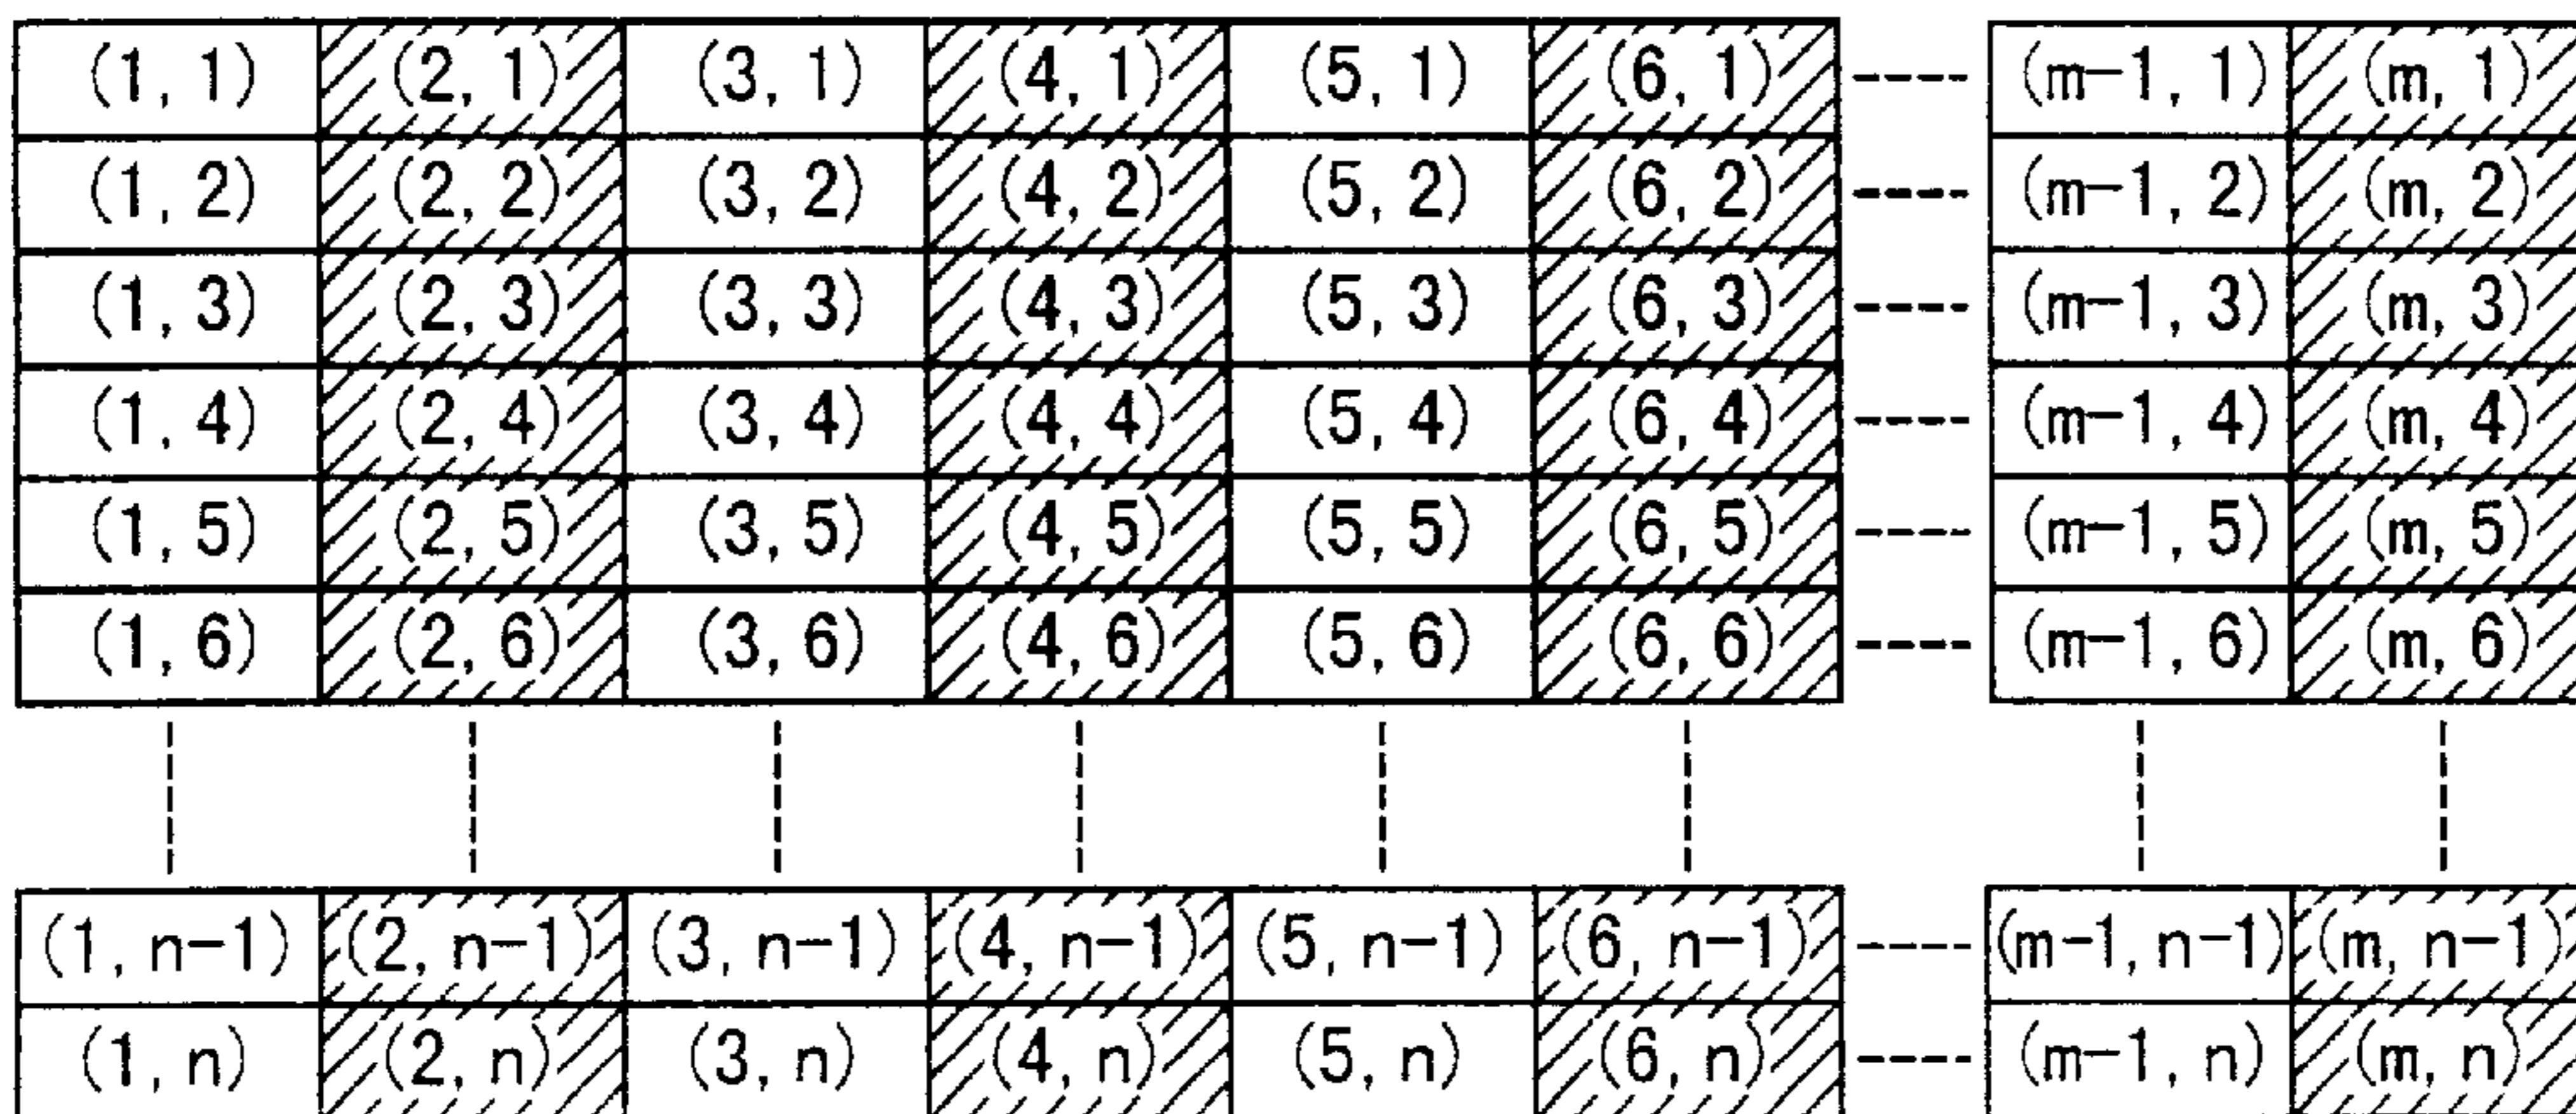 (1, 1) (2, 1) (3, 1) (4, 1) (5, 1) (6, 1) (m-1, 1) (m, 1)
(1, 2) (2, 2) (3, 2) (4, 2) (5, 2) (6, 2) (m-1, 2) (m, 2)
(1, 3) (2, 3) (3, 3) (4, 3) (5, 3) (6, 3) (m-1, 3) (m, 3)
(1, 4) (2, 4) (3, 4) (4, 4) (5, 4) (6, 4) (m-1, 4) (m, 4)
(1, 5) (2, 5) (3, 5) (4, 5) (5, 5) (6, 5) (m-1, 5) (m, 5)
(1, 6) (2, 6) (3, 6) (4, 6) (5, 6) (6, 6) (m-1, 6) (m, 6)
(1, n-1) (2, n-1) (3, n-1) (4, n-1) (5, n-1) (6, n-1) (m-1, n-1) (m, n-1)
(1, n) (2, n) (3, n) (4, n) (5, n) (6, n) (m-1, n) (m, n)